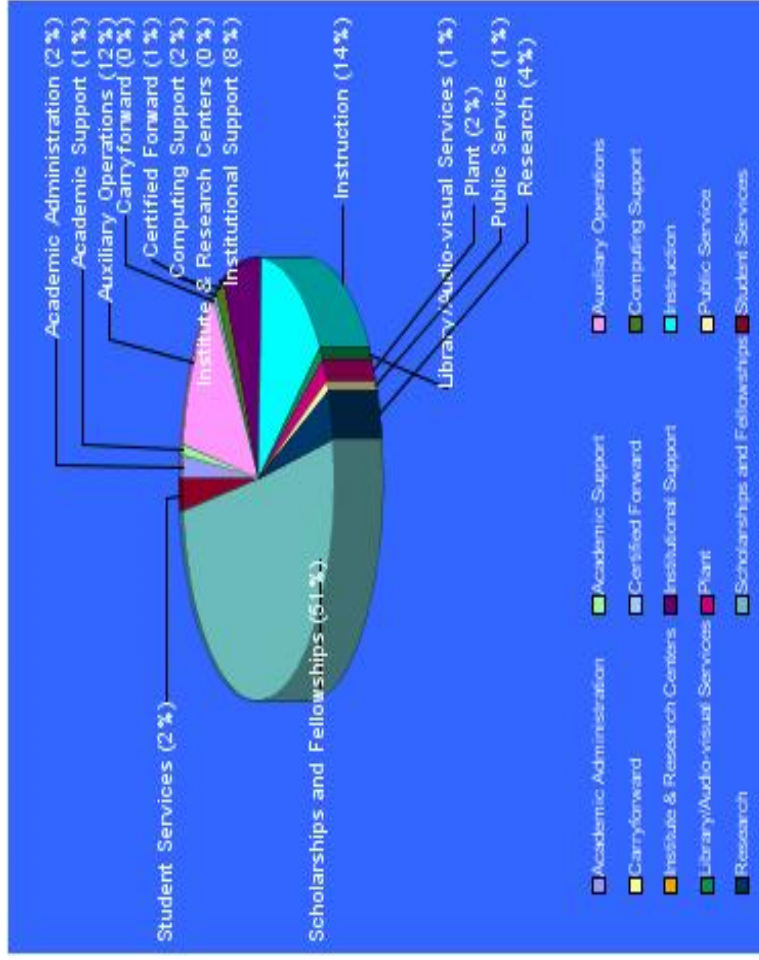 Academic Administration (2%)
Academic Support (1%)
Auxiliary Operations (12%)
Carryforward (0%)
Certified Forward (1%)
Computing Support (2%)
Institute & Research Centers (0%)
Institutional Support (8%)
Instruction (14%)
Library/Audio-visual Services (1%)
Plant (2%)
Public Service (1%)
Research (4%)
Student Services (2%)
Scholarships and Fellowships (51%)
Academic Administration
Academic Support
Auxiliary Operations
Carryforward
Certified Forward
Computing Support
Institute & Research Centers
Institutional Support
Instruction
Library/Audio-visual Services
Plant
Public Service
Research
Scholarships and Fellowships
Student Services